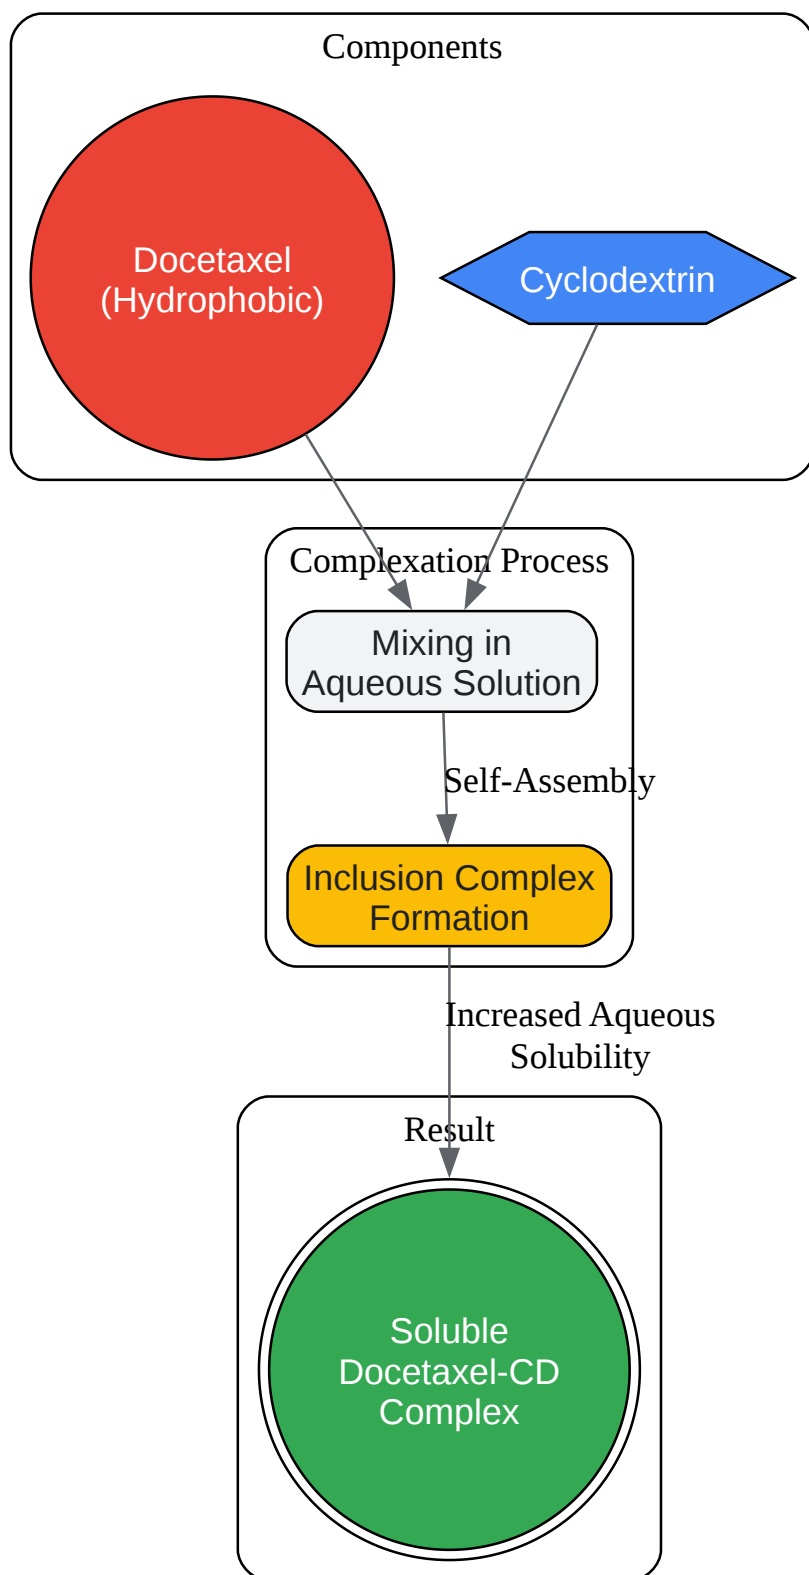 Components
Docetaxel
(Hydrophobic)
Cyclodextrin
Complexation Process
Mixing in
Aqueous Solution
Self-Assembly
Inclusion Complex
Formation
Increased Aqueous
Solubility
Result
Soluble
Docetaxel-CD
Complex